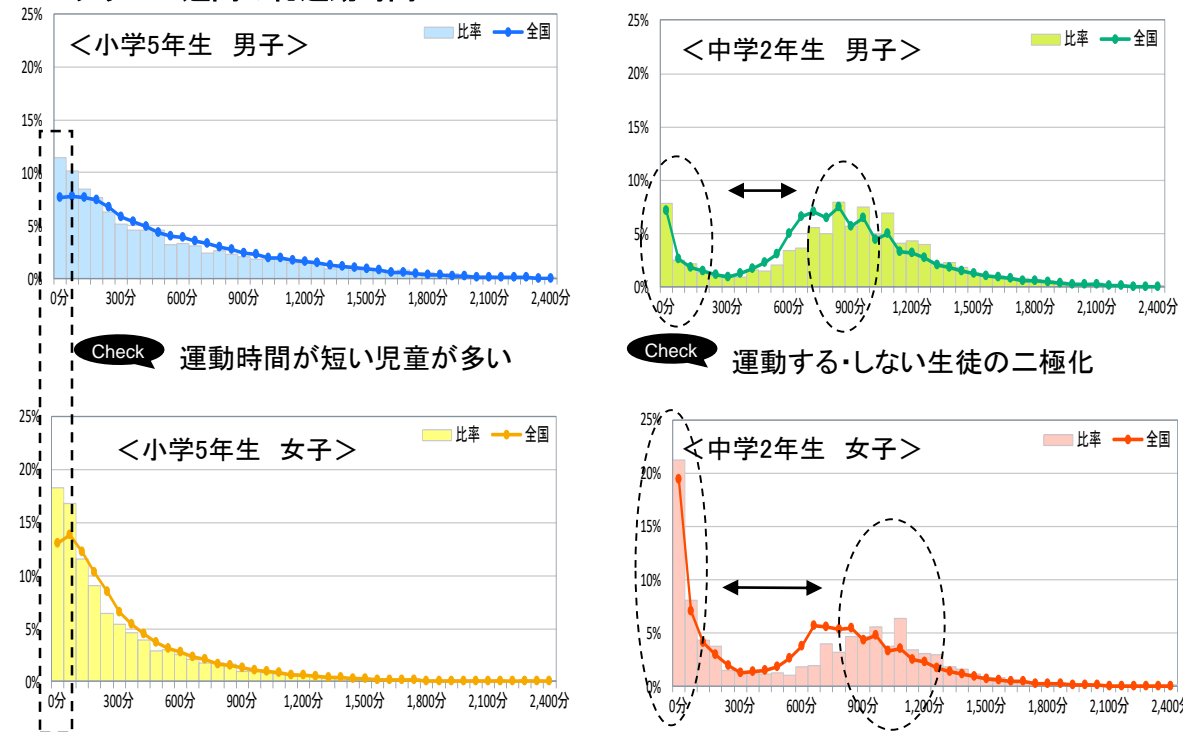 25%
＜小学5年生　男子＞
比率 全国
20%
15%
10%
5%
0%
0分 300分 600分 900分 1,200分 1,500分 1,800分 2,100分 2,400分
Check 運動時間が短い児童が多い
25%
＜中学2年生　男子＞
比率 全国
20%
15%
10%
5%
0%
0分 300分 600分 900分 1,200分 1,500分 1,800分 2,100分 2,400分
Check 運動する・しない生徒の二極化
25%
＜小学5年生　女子＞
比率 全国
20%
15%
10%
5%
0%
0分 300分 600分 900分 1,200分 1,500分 1,800分 2,100分 2,400分
25%
＜中学2年生　女子＞
比率 全国
20%
15%
10%
5%
0%
0分 300分 600分 900分 1,200分 1,500分 1,800分 2,100分 2,400分